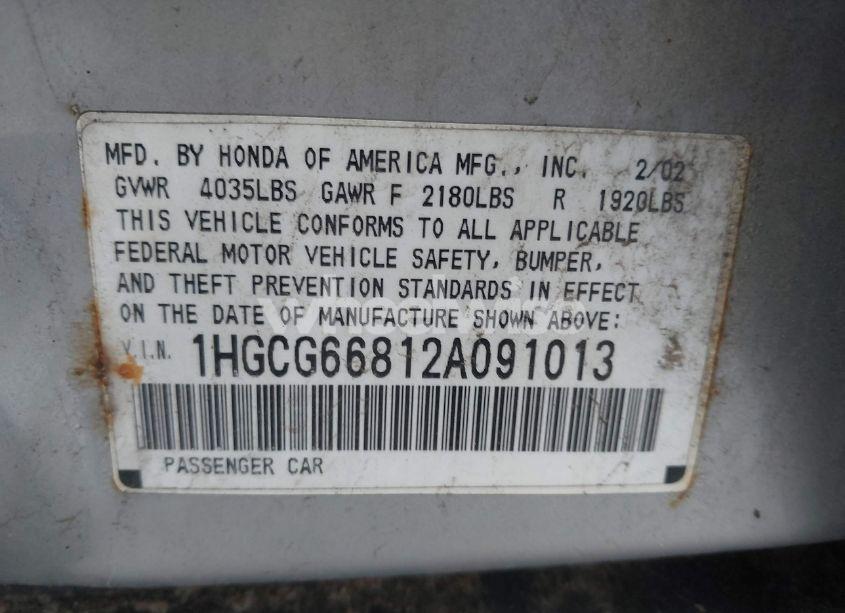 MFD. BY HONDA OF AMERICA MFG., INC. 2/02
GVWR 4035LBS GAWR F 2180LBS R 1920LBS
THIS VEHICLE CONFORMS TO ALL APPLICABLE
FEDERAL MOTOR VEHICLE SAFETY, BUMPER,
AND THEFT PREVENTION STANDARDS IN EFFECT
ON THE DATE OF MANUFACTURE SHOWN ABOVE:
V.I.N. 1HGCG66812A091013
PASSENGER CAR